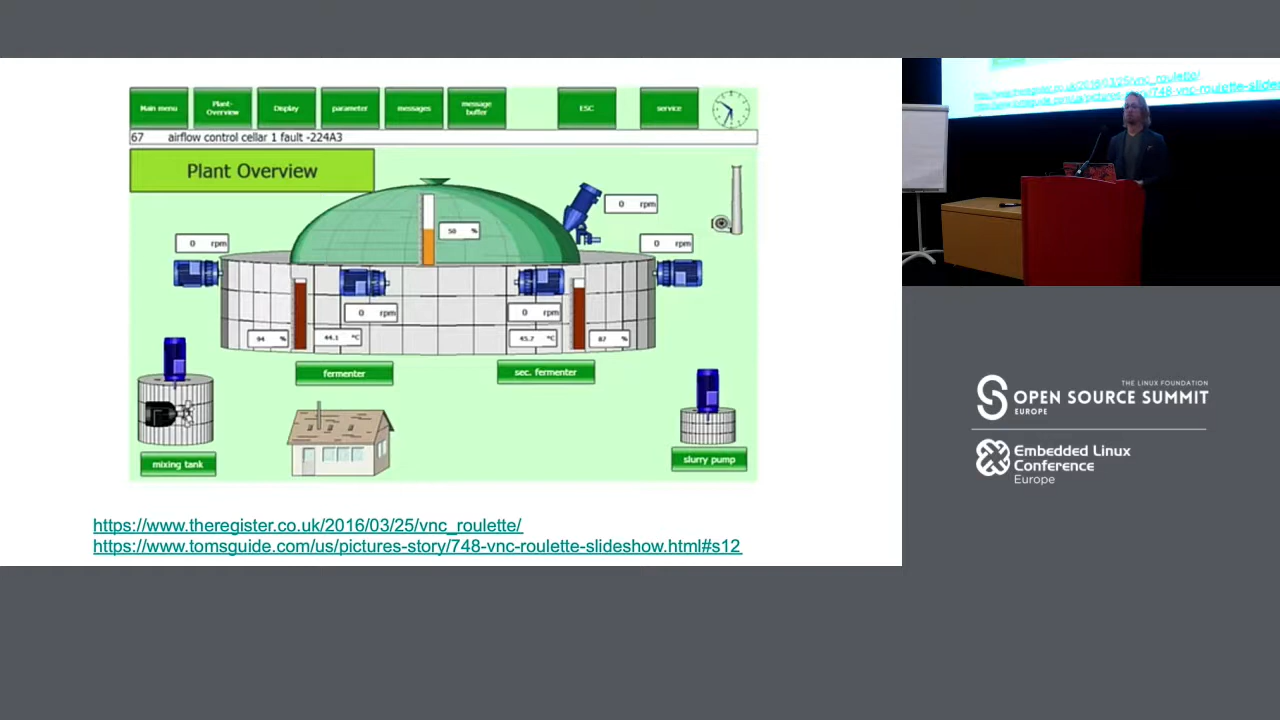 Main menu
Plant-
Overview
Display
parameter
messages
message
buffer
ESC
service
67 airflow control cellar 1 fault -224A3
Plant Overview
0 rpm
50 %
0 rpm
0 rpm
0 rpm
0 rpm
94 %
44.1 °C
45.7 °C
87 %
fermenter
sec. fermenter
mixing tank
slurry pump
https://www.theregister.co.uk/2016/03/25/vnc_roulette/
https://www.tomsguide.com/us/pictures-story/748-vnc-roulette-slideshow.html#s12
THE LINUX FOUNDATION
OPEN SOURCE SUMMIT
EUROPE
Embedded Linux
Conference
Europe